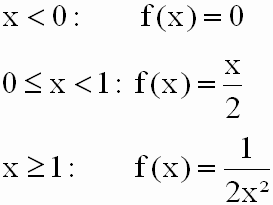 x < 0 : f(x) = 0
0 ≤ x < 1 : f(x) = x/2
x ≥ 1 : f(x) = 1/(2x²)